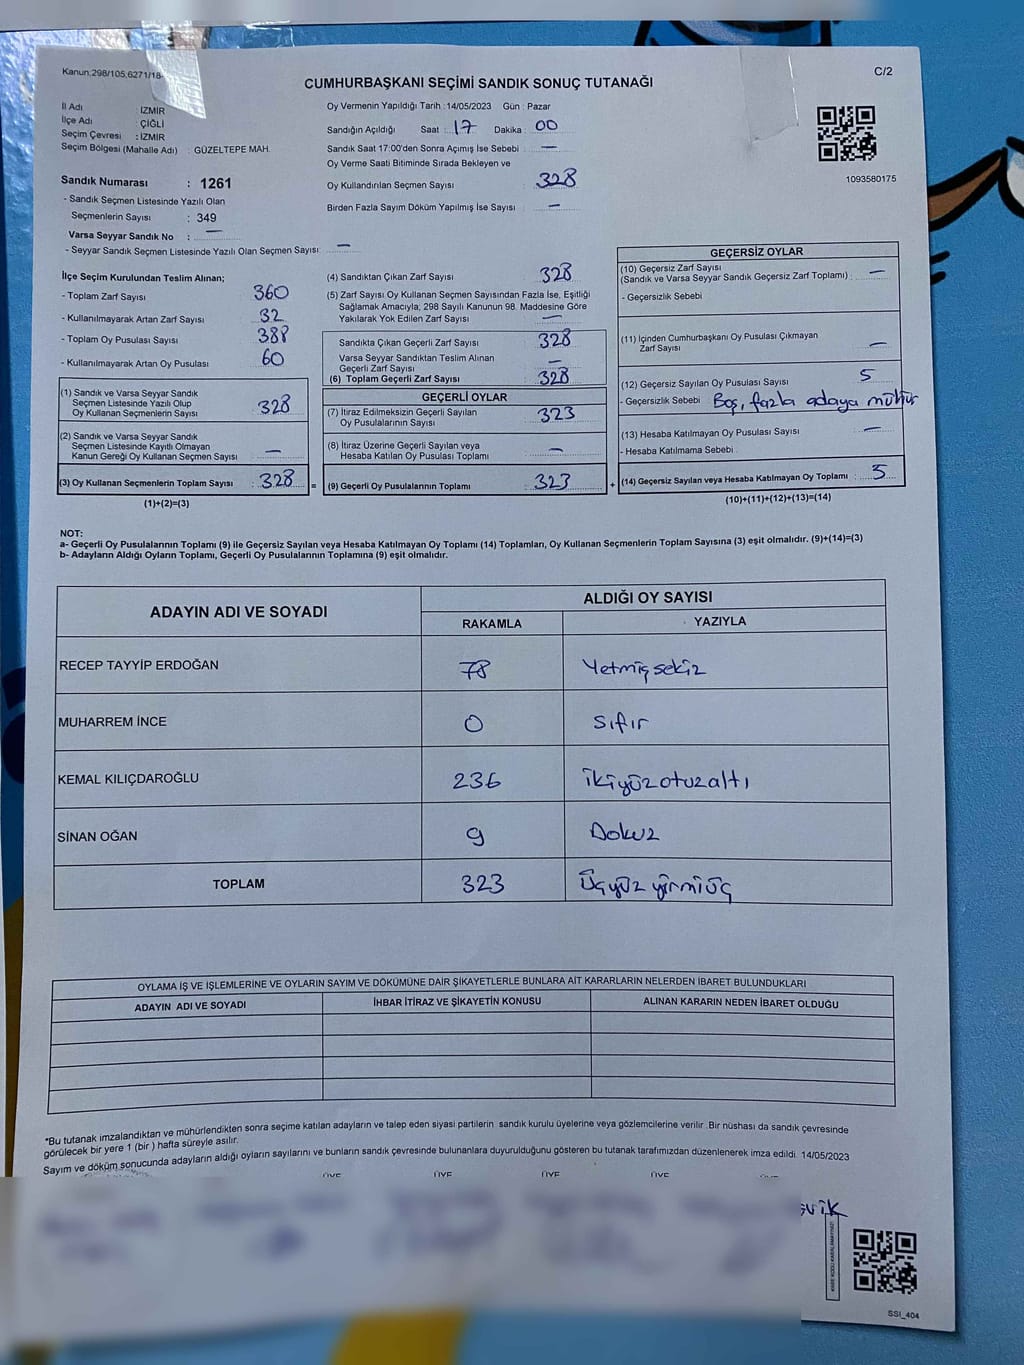 Kanun:298/105;6271/18-
C/2
CUMHURBAŞKANI SEÇİMİ SANDIK SONUÇ TUTANAĞI
İl Adı : İZMİR
İlçe Adı : ÇİĞLİ
Seçim Çevresi : İZMİR
Seçim Bölgesi (Mahalle Adı) : GÜZELTEPE MAH.
Sandık Numarası : 1261
- Sandık Seçmen Listesinde Yazılı Olan
Seçmenlerin Sayısı : 349
Varsa Seyyar Sandık No : —
- Seyyar Sandık Seçmen Listesinde Yazılı Olan Seçmen Sayısı: —
Oy Vermenin Yapıldığı Tarih : 14/05/2023 Gün : Pazar
Sandığın Açıldığı Saat : 17 Dakika : 00
Sandık Saat 17:00'den Sonra Açımış İse Sebebi : —
Oy Verme Saati Bitiminde Sırada Bekleyen ve
Oy Kullandırılan Seçmen Sayısı : 328
Birden Fazla Sayım Döküm Yapılmış İse Sayısı : —
1093580175
İlçe Seçim Kurulundan Teslim Alınan;
- Toplam Zarf Sayısı 360
- Kullanılmayarak Artan Zarf Sayısı 32
- Toplam Oy Pusulası Sayısı 388
- Kullanılmayarak Artan Oy Pusulası 60
(1) Sandık ve Varsa Seyyar Sandık
Seçmen Listesinde Yazılı Olup
Oy Kullanan Seçmenlerin Sayısı 328
(2) Sandık ve Varsa Seyyar Sandık
Seçmen Listesinde Kayıtlı Olmayan
Kanun Gereği Oy Kullanan Seçmen Sayısı —
(3) Oy Kullanan Seçmenlerin Toplam Sayısı 328
(1)+(2)=(3)
(4) Sandıktan Çıkan Zarf Sayısı 328
(5) Zarf Sayısı Oy Kullanan Seçmen Sayısından Fazla İse, Eşitliği
Sağlamak Amacıyla, 298 Sayılı Kanunun 98. Maddesine Göre
Yakılarak Yok Edilen Zarf Sayısı —
Sandıkta Çıkan Geçerli Zarf Sayısı 328
Varsa Seyyar Sandıktan Teslim Alınan
Geçerli Zarf Sayısı —
(6) Toplam Geçerli Zarf Sayısı 328
GEÇERLİ OYLAR
(7) İtiraz Edilmeksizin Geçerli Sayılan
Oy Pusulalarının Sayısı 323
(8) İtiraz Üzerine Geçerli Sayılan veya
Hesaba Katılan Oy Pusulası Toplamı —
= (9) Geçerli Oy Pusulalarının Toplamı 323
GEÇERSİZ OYLAR
(10) Geçersiz Zarf Sayısı
(Sandık ve Varsa Seyyar Sandık Geçersiz Zarf Toplamı) : —
- Geçersizlik Sebebi
(11) İçinden Cumhurbaşkanı Oy Pusulası Çıkmayan
Zarf Sayısı —
(12) Geçersiz Sayılan Oy Pusulası Sayısı 5
- Geçersizlik Sebebi Boş, fazla adaya mühür
(13) Hesaba Katılmayan Oy Pusulası Sayısı —
- Hesaba Katılmama Sebebi
+ (14) Geçersiz Sayılan veya Hesaba Katılmayan Oy Toplamı : 5
(10)+(11)+(12)+(13)=(14)
NOT:
a- Geçerli Oy Pusulalarının Toplamı (9) ile Geçersiz Sayılan veya Hesaba Katılmayan Oy Toplamı (14) Toplamları, Oy Kullanan Seçmenlerin Toplam Sayısına (3) eşit olmalıdır. (9)+(14)=(3)
b- Adayların Aldığı Oyların Toplamı, Geçerli Oy Pusulalarının Toplamına (9) eşit olmalıdır.
ADAYIN ADI VE SOYADI ALDIĞI OY SAYISI
RAKAMLA YAZIYLA
RECEP TAYYİP ERDOĞAN 78 Yetmişsekiz
MUHARREM İNCE 0 Sıfır
KEMAL KILIÇDAROĞLU 236 İkiyüzotuzaltı
SİNAN OĞAN 9 Dokuz
TOPLAM 323 Üçyüzyirmiüç
OYLAMA İŞ VE İŞLEMLERİNE VE OYLARIN SAYIM VE DÖKÜMÜNE DAİR ŞİKAYETLERLE BUNLARA AİT KARARLARIN NELERDEN İBARET BULUNDUKLARI
ADAYIN ADI VE SOYADI İHBAR İTİRAZ VE ŞİKAYETİN KONUSU ALINAN KARARIN NEDEN İBARET OLDUĞU
*Bu tutanak imzalandıktan ve mühürlendikten sonra seçime katılan adayların ve talep eden siyasi partilerin sandık kurulu üyelerine veya gözlemcilerine verilir. Bir nüshası da sandık çevresinde
görülecek bir yere 1 (bir) hafta süreyle asılır.
Sayım ve döküm sonucunda adayların aldığı oyların sayılarını ve bunların sandık çevresinde bulunanlara duyurulduğunu gösteren bu tutanak tarafımızdan düzenlenerek imza edildi. 14/05/2023
ÜYE ÜYE ÜYE ÜYE
SSİ_404